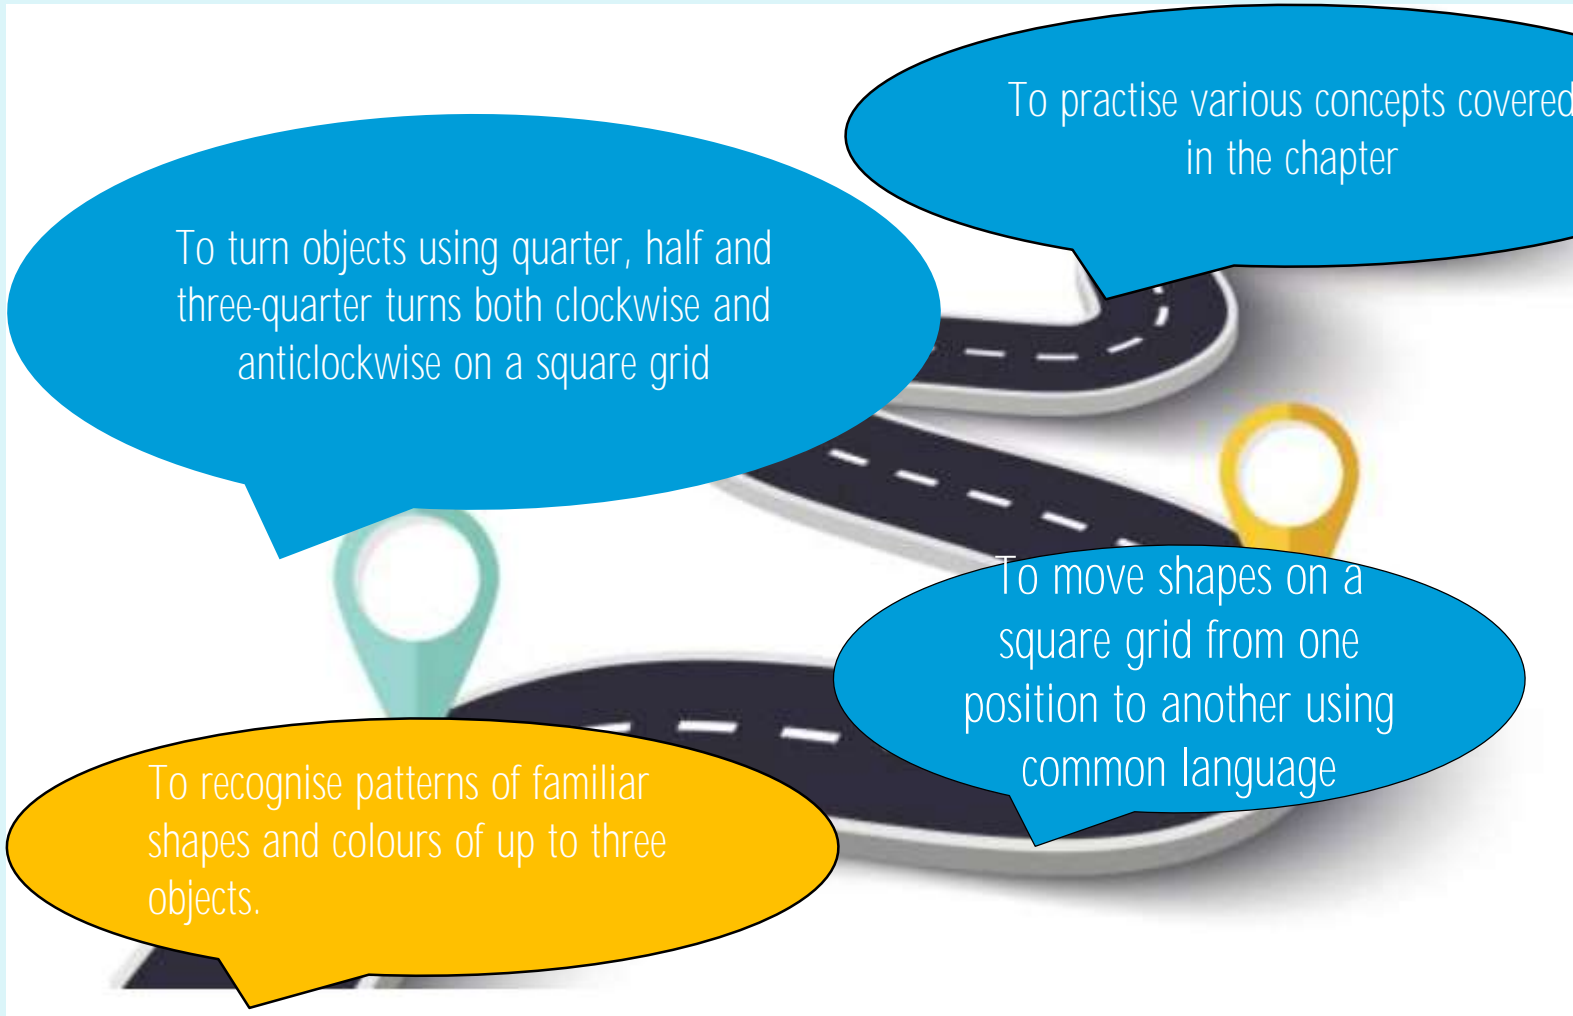 To practise various concepts covered
in the chapter
To turn objects using quarter, half and
three-quarter turns both clockwise and
anticlockwise on a square grid
To move shapes on a
square grid from one
position to another using
common language
To recognise patterns of familiar
shapes and colours of up to three
objects.